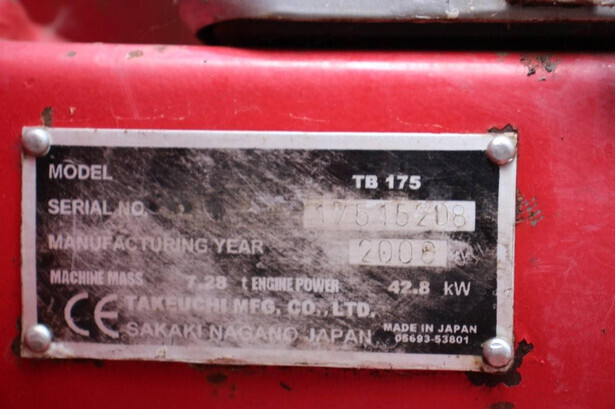 MODEL TB 175
SERIAL NO. 17515208
MANUFACTURING YEAR 2008
MACHINE MASS 7.28 t ENGINE POWER 42.8 kW
CE TAKEUCHI MFG. CO., LTD.
SAKAKI NAGANO JAPAN
MADE IN JAPAN
05693-53801